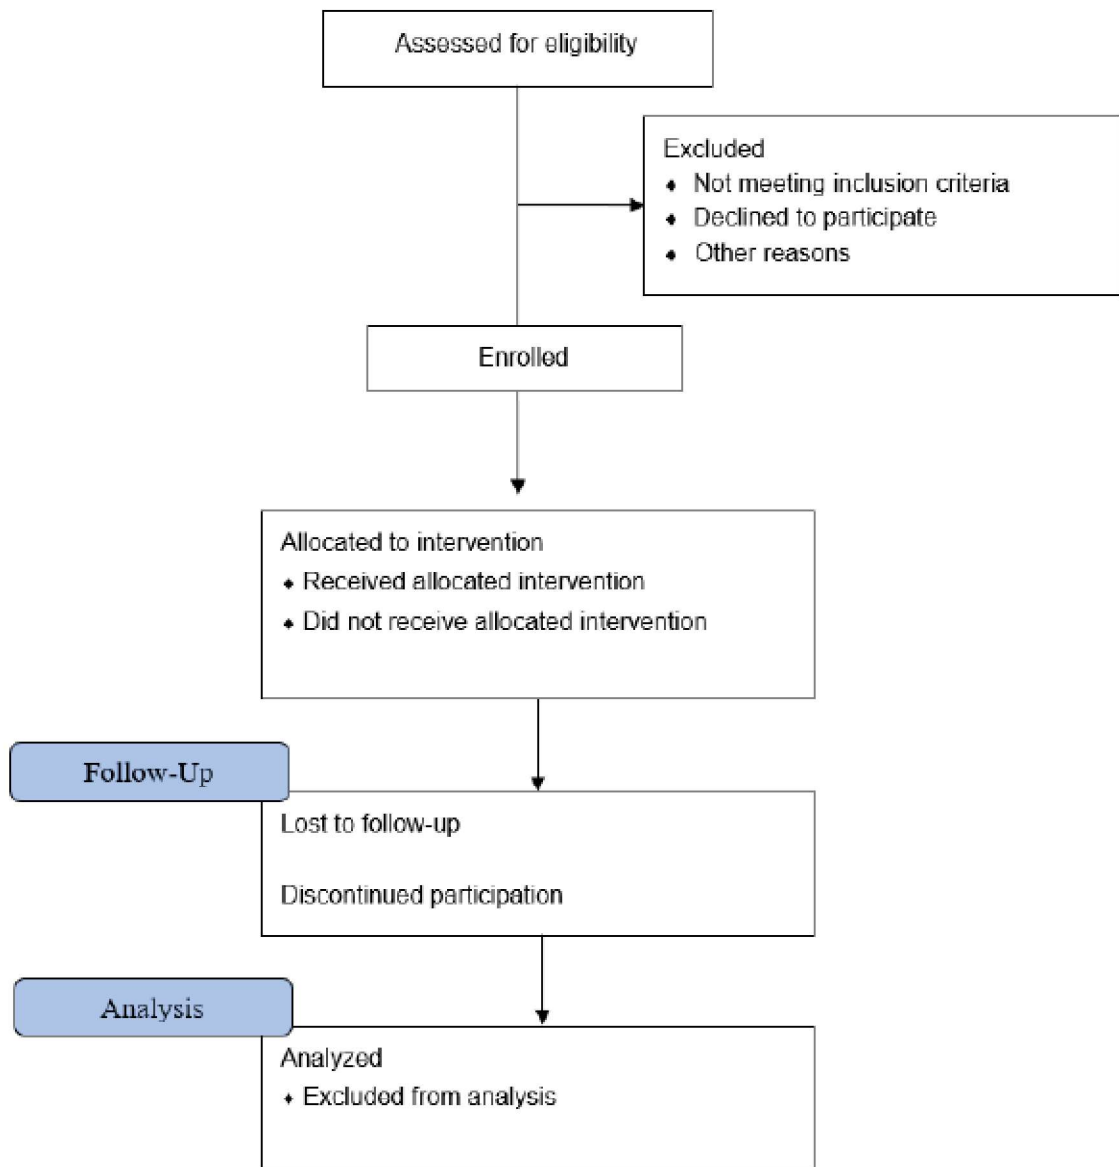 Assessed for eligibility
Excluded
♦ Not meeting inclusion criteria
♦ Declined to participate
♦ Other reasons
Enrolled
Allocated to intervention
♦ Received allocated intervention
♦ Did not receive allocated intervention
Follow-Up
Lost to follow-up
Discontinued participation
Analysis
Analyzed
♦ Excluded from analysis